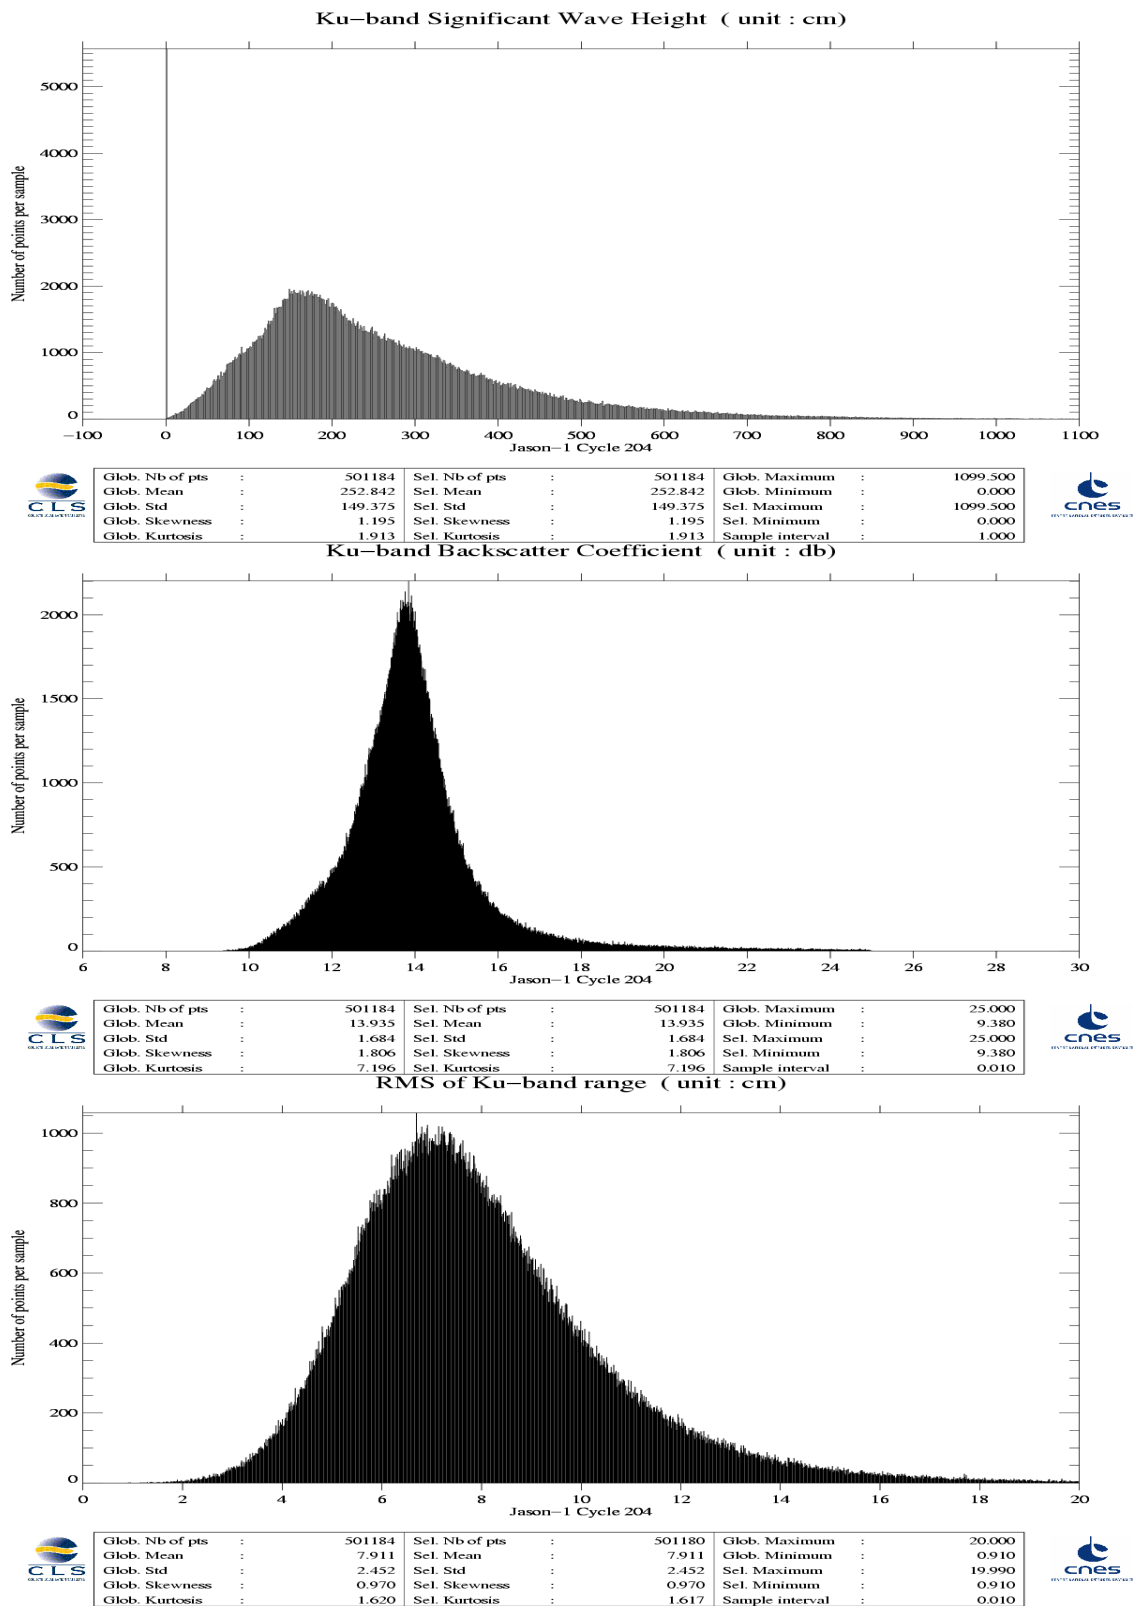 Ku−band Significant Wave Height ( unit : cm)
Number of points per sample
5000
4000
3000
2000
1000
0
−100 0 100 200 300 400 500 600 700 800 900 1000 1100
Jason−1 Cycle 204
CLS
Glob. Nb of pts : 501184 Sel. Nb of pts : 501184 Glob. Maximum : 1099.500
Glob. Mean : 252.842 Sel. Mean : 252.842 Glob. Minimum : 0.000
Glob. Std : 149.375 Sel. Std : 149.375 Sel. Maximum : 1099.500
Glob. Skewness : 1.195 Sel. Skewness : 1.195 Sel. Minimum : 0.000
Glob. Kurtosis : 1.913 Sel. Kurtosis : 1.913 Sample interval : 1.000
cnes
Ku−band Backscatter Coefficient ( unit : db)
Number of points per sample
2000
1500
1000
500
0
6 8 10 12 14 16 18 20 22 24 26 28 30
Jason−1 Cycle 204
CLS
Glob. Nb of pts : 501184 Sel. Nb of pts : 501184 Glob. Maximum : 25.000
Glob. Mean : 13.935 Sel. Mean : 13.935 Glob. Minimum : 9.380
Glob. Std : 1.684 Sel. Std : 1.684 Sel. Maximum : 25.000
Glob. Skewness : 1.806 Sel. Skewness : 1.806 Sel. Minimum : 9.380
Glob. Kurtosis : 7.196 Sel. Kurtosis : 7.196 Sample interval : 0.010
cnes
RMS of Ku−band range ( unit : cm)
Number of points per sample
1000
800
600
400
200
0
0 2 4 6 8 10 12 14 16 18 20
Jason−1 Cycle 204
CLS
Glob. Nb of pts : 501184 Sel. Nb of pts : 501180 Glob. Maximum : 20.000
Glob. Mean : 7.911 Sel. Mean : 7.911 Glob. Minimum : 0.910
Glob. Std : 2.452 Sel. Std : 2.452 Sel. Maximum : 19.990
Glob. Skewness : 0.970 Sel. Skewness : 0.970 Sel. Minimum : 0.910
Glob. Kurtosis : 1.620 Sel. Kurtosis : 1.617 Sample interval : 0.010
cnes